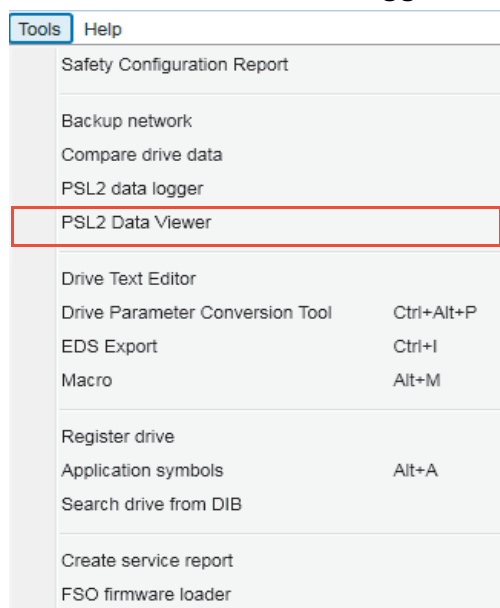 Tools Help
Safety Configuration Report
Backup network
Compare drive data
PSL2 data logger
PSL2 Data Viewer
Drive Text Editor
Drive Parameter Conversion Tool Ctrl+Alt+P
EDS Export Ctrl+I
Macro Alt+M
Register drive
Application symbols Alt+A
Search drive from DIB
Create service report
FSO firmware loader